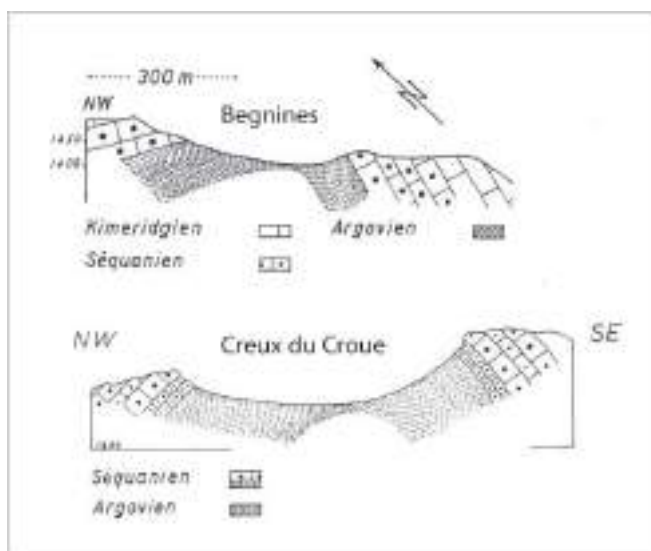 300 m
NW
Begnines
Kimeridgien
Argovien
Séquanien
NW
Creux du Croue
SE
Séquanien
Argovien